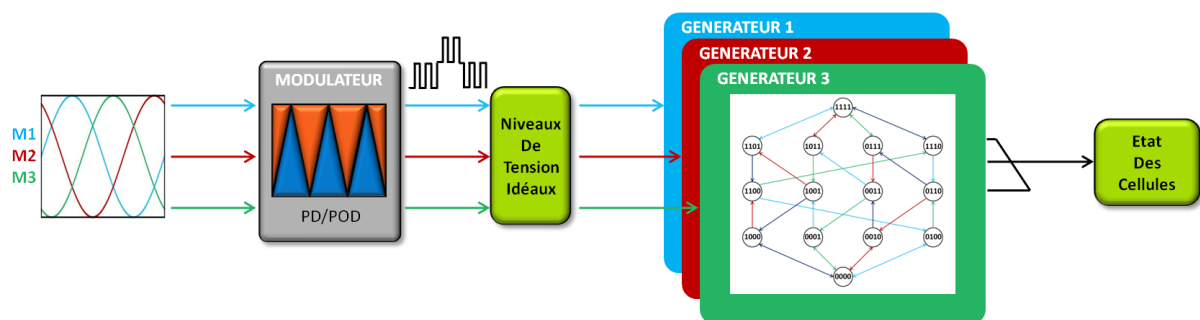 M1
M2
M3
MODULATEUR
PD/POD
Niveaux
De
Tension
Idéaux
GENERATEUR 1
GENERATEUR 2
GENERATEUR 3
1111
1101 1011 0111 1110
1100 1001 0011 0110
1000 0001 0010 0100
0000
Etat
Des
Cellules